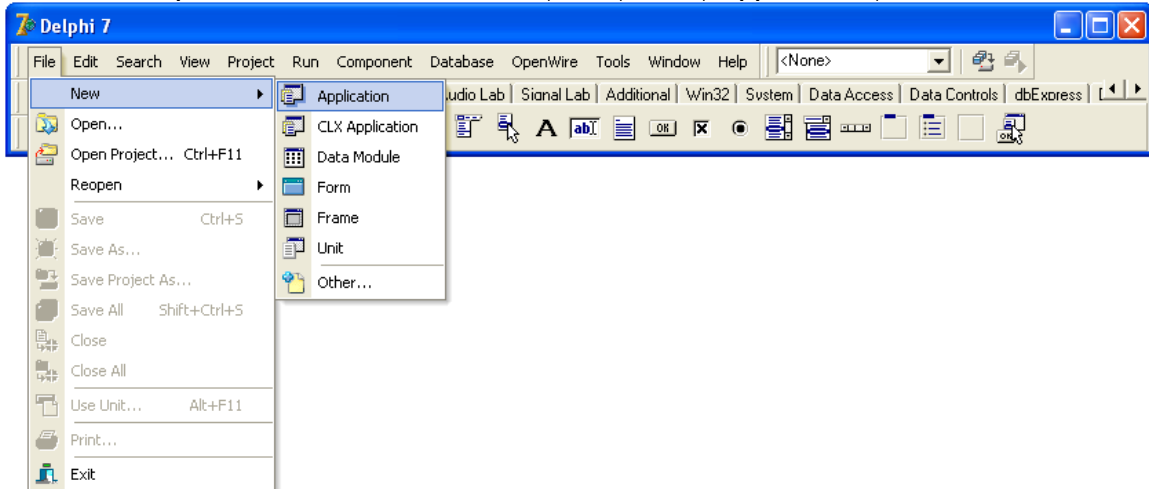 Delphi 7
File Edit Search View Project Run Component Database OpenWire Tools Window Help <None>
New Application udio Lab Signal Lab Additional Win32 System Data Access Data Controls dbExpress
Open... CLX Application
Open Project... Ctrl+F11 Data Module
Reopen Form
Save Ctrl+S Frame
Save As... Unit
Save Project As... Other...
Save All Shift+Ctrl+S
Close
Close All
Use Unit... Alt+F11
Print...
Exit